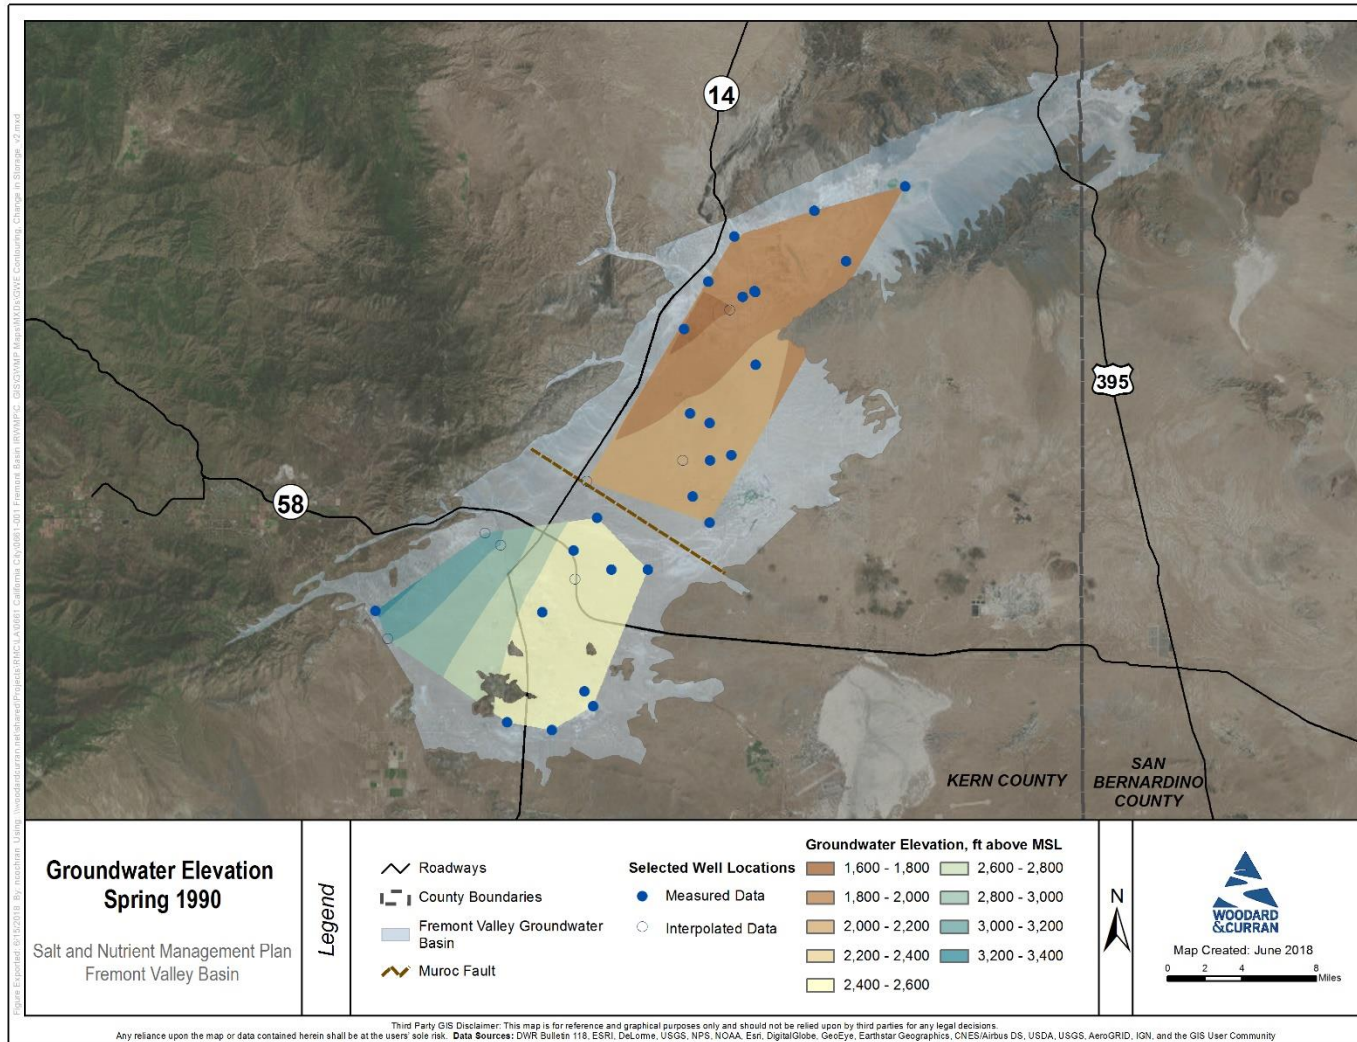 14
58
395
KERN COUNTY
SAN
BERNARDINO
COUNTY
Groundwater Elevation
Spring 1990
Salt and Nutrient Management Plan
Fremont Valley Basin
Legend
Roadways
County Boundaries
Fremont Valley Groundwater
Basin
Muroc Fault
Selected Well Locations
Measured Data
Interpolated Data
Groundwater Elevation, ft above MSL
1,600 - 1,800
1,800 - 2,000
2,000 - 2,200
2,200 - 2,400
2,400 - 2,600
2,600 - 2,800
2,800 - 3,000
3,000 - 3,200
3,200 - 3,400
N
WOODARD
&CURRAN
Map Created: June 2018
0 2 4 8
Miles
Third Party GIS Disclaimer: This map is for reference and graphical purposes only and should not be relied upon by third parties for any legal decisions.
Any reliance upon the map or data contained herein shall be at the users' sole risk. Data Sources: DWR Bulletin 118, ESRI, DeLorme, USGS, NPS, NOAA, Esri, DigitalGlobe, GeoEye, Earthstar Geographics, CNES/Airbus DS, USDA, USGS, AeroGRID, IGN, and the GIS User Community
Figure Exported: 6/15/2018 By: ncochran Using: